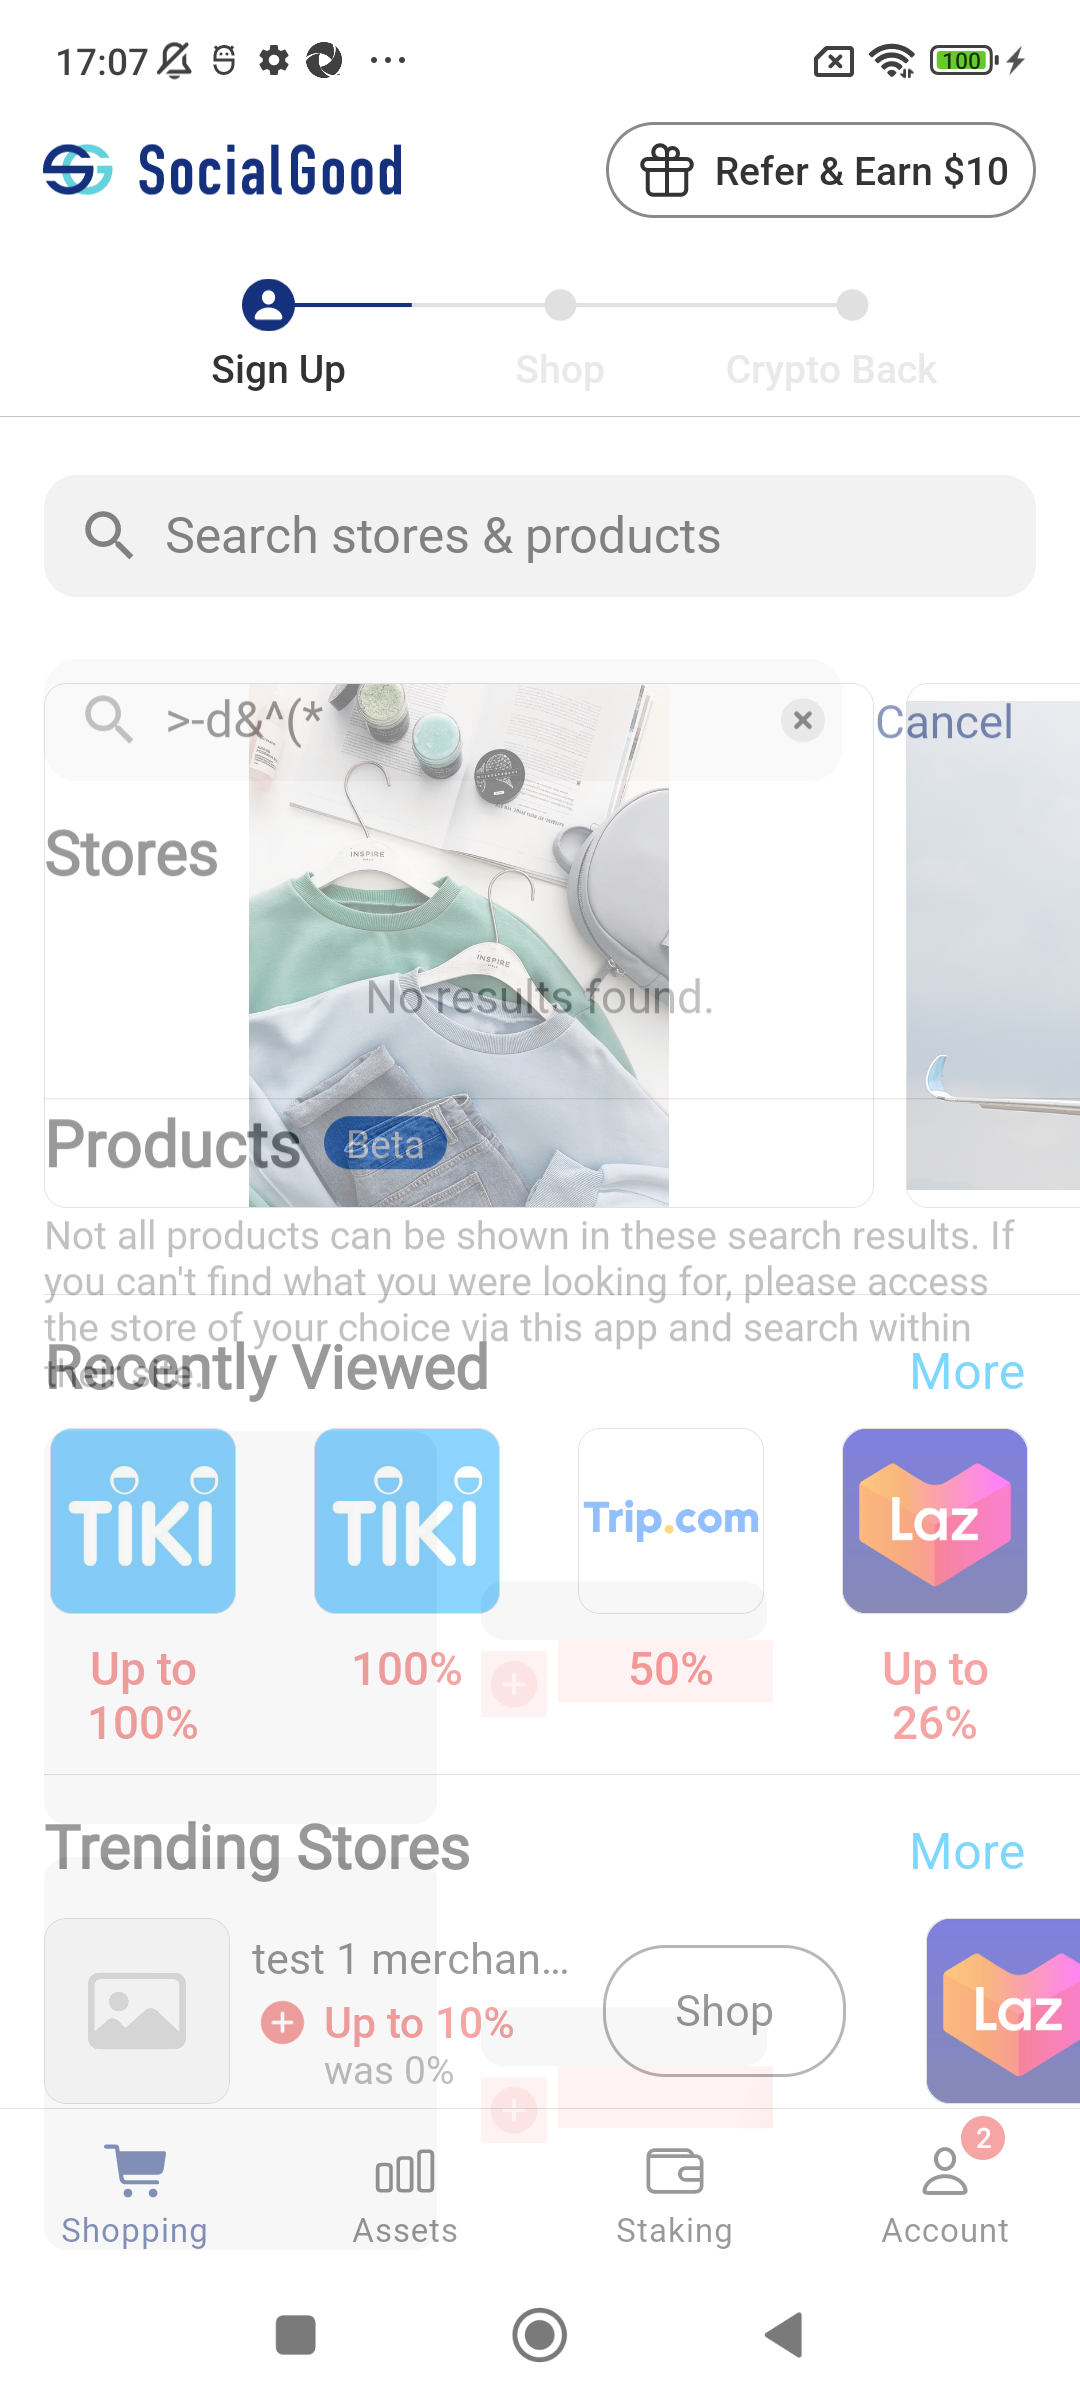 17:07
100
SocialGood
Refer & Earn $10
Sign Up
Shop
Crypto Back
Search stores & products
>-d&^(*
Cancel
Stores
INSPIRE
INSPIRE
No results found.
Products
Beta
Not all products can be shown in these search results. If
you can't find what you were looking for, please access
the store of your choice via this app and search within
their site.
Recently Viewed
More
TIKI
TIKI
Trip.com
Laz
Up to
100%
100%
50%
Up to
26%
Trending Stores
More
test 1 merchan...
Up to 10%
was 0%
Shop
Laz
2
Shopping
Assets
Staking
Account